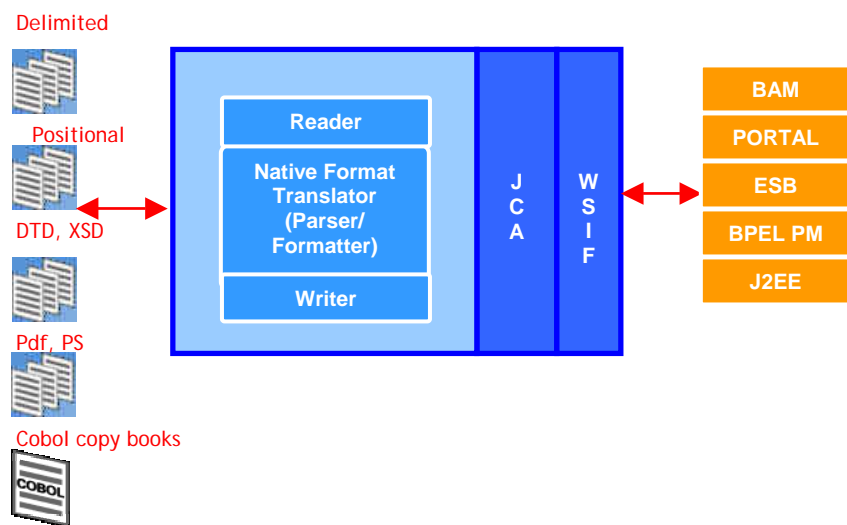 Delimited
Positional
DTD, XSD
Pdf, PS
Cobol copy books
COBOL
Reader
Native Format
Translator
(Parser/
Formatter)
Writer
J
C
A
W
S
I
F
BAM
PORTAL
ESB
BPEL PM
J2EE